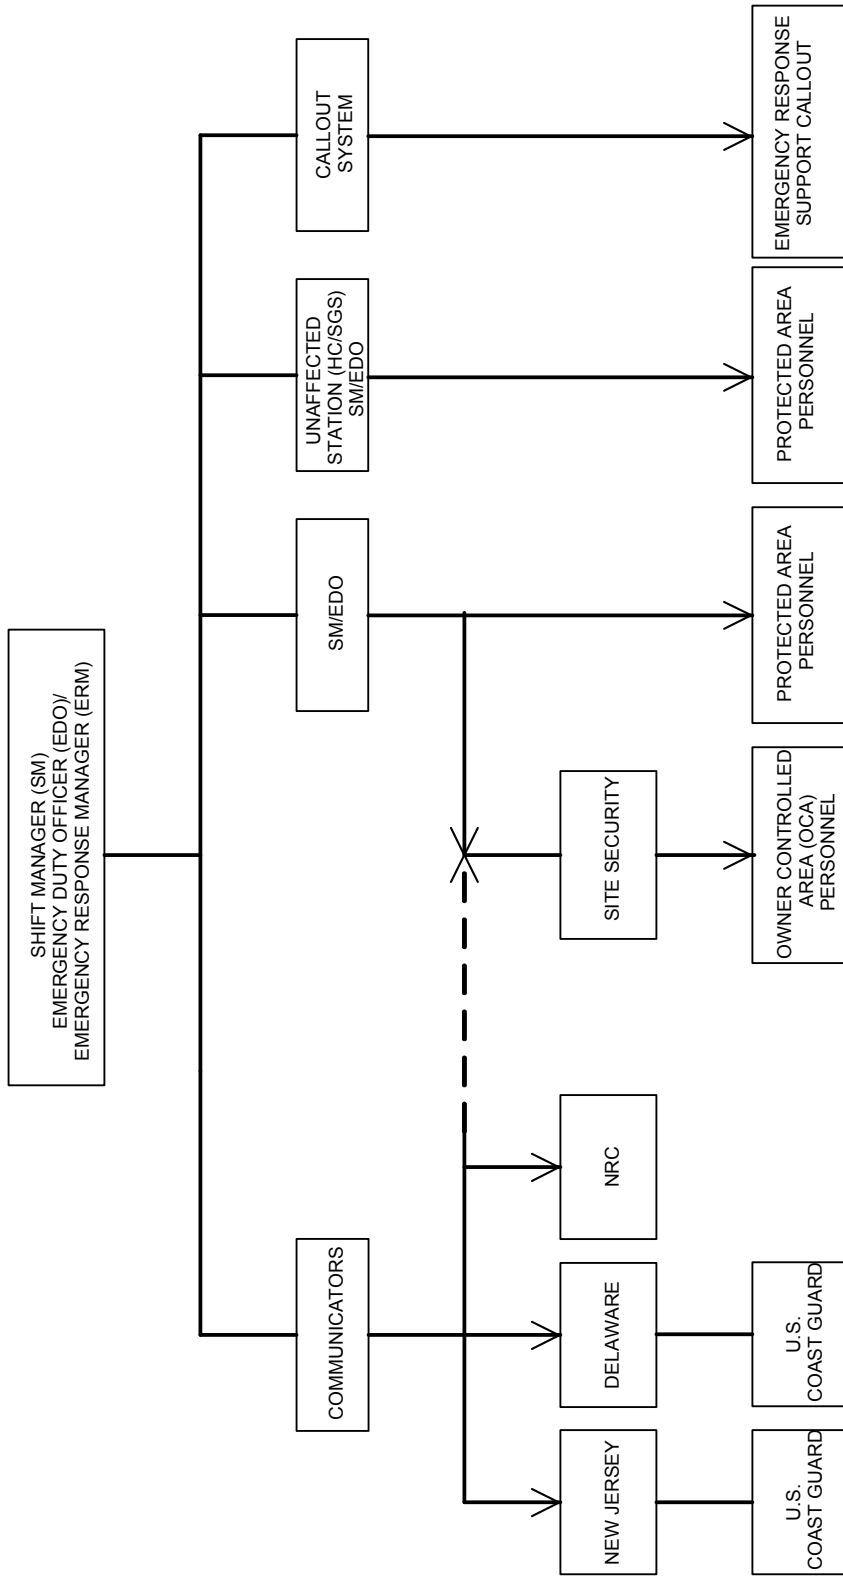 SHIFT MANAGER (SM)
EMERGENCY DUTY OFFICER (EDO)/
EMERGENCY RESPONSE MANAGER (ERM)
COMMUNICATORS
SM/EDO
UNAFFECTED
STATION (HC/SGS)
SM/EDO
CALLOUT
SYSTEM
NEW JERSEY
DELAWARE
NRC
SITE SECURITY
U.S.
COAST GUARD
U.S.
COAST GUARD
OWNER CONTROLLED
AREA (OCA)
PERSONNEL
PROTECTED AREA
PERSONNEL
PROTECTED AREA
PERSONNEL
EMERGENCY RESPONSE
SUPPORT CALLOUT